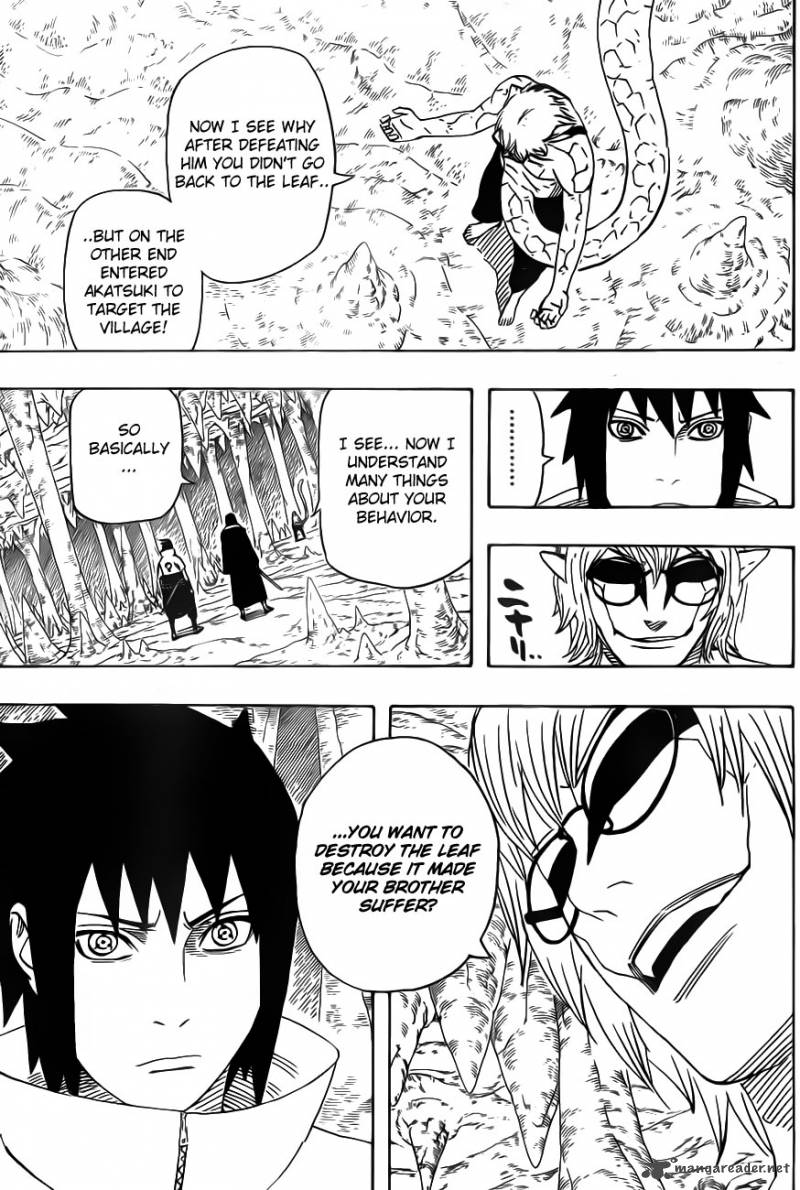 NOW I SEE WHY
AFTER DEFEATING
HIM YOU DIDN'T GO
BACK TO THE LEAF..
..BUT ON THE
OTHER END
ENTERED
AKATSUKI TO
TARGET THE
VILLAGE!
.........
ニヤリ..
I SEE... NOW I
UNDERSTAND
MANY THINGS
ABOUT YOUR
BEHAVIOR.
SO
BASICALLY
...
...YOU WANT TO
DESTROY THE LEAF
BECAUSE IT MADE
YOUR BROTHER
SUFFER?
mangareader.net